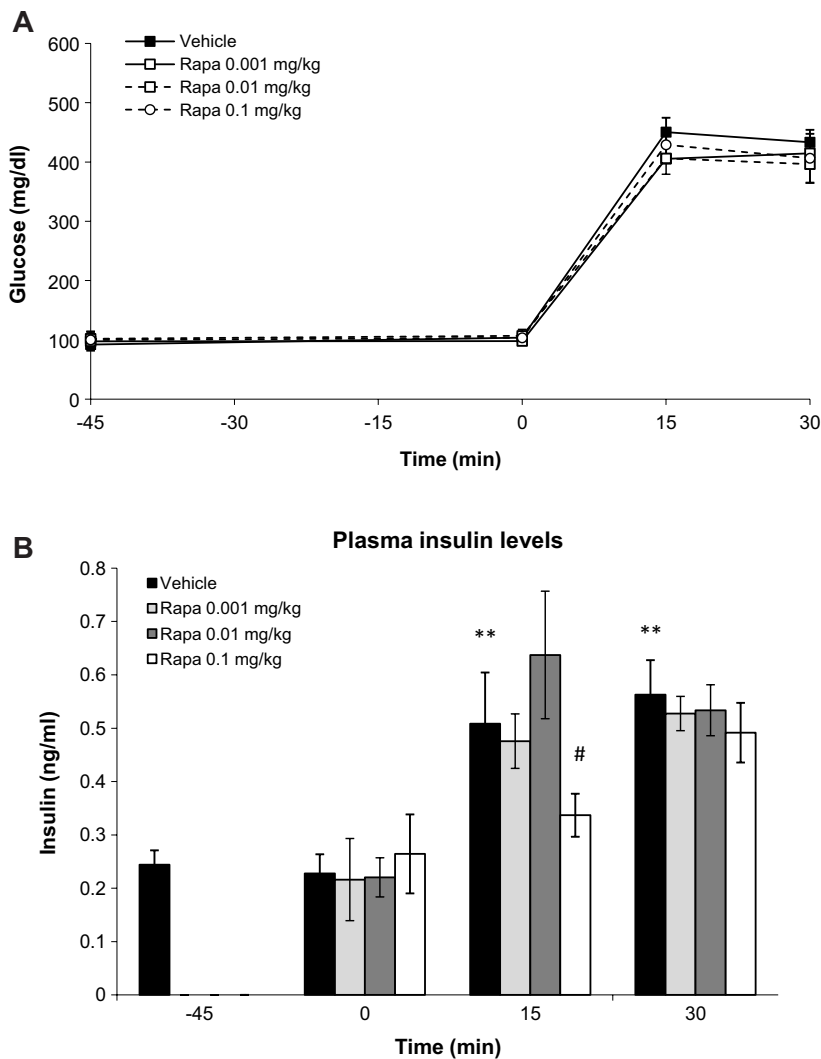 A
Vehicle
Rapa 0.001 mg/kg
Rapa 0.01 mg/kg
Rapa 0.1 mg/kg
600
500
400
300
200
100
0
Glucose (mg/dl)
-45 -30 -15 0 15 30
Time (min)
B
Plasma insulin levels
Vehicle
Rapa 0.001 mg/kg
Rapa 0.01 mg/kg
Rapa 0.1 mg/kg
0.8
0.7
0.6
0.5
0.4
0.3
0.2
0.1
0
Insulin (ng/ml)
**
#
**
-45 0 15 30
Time (min)